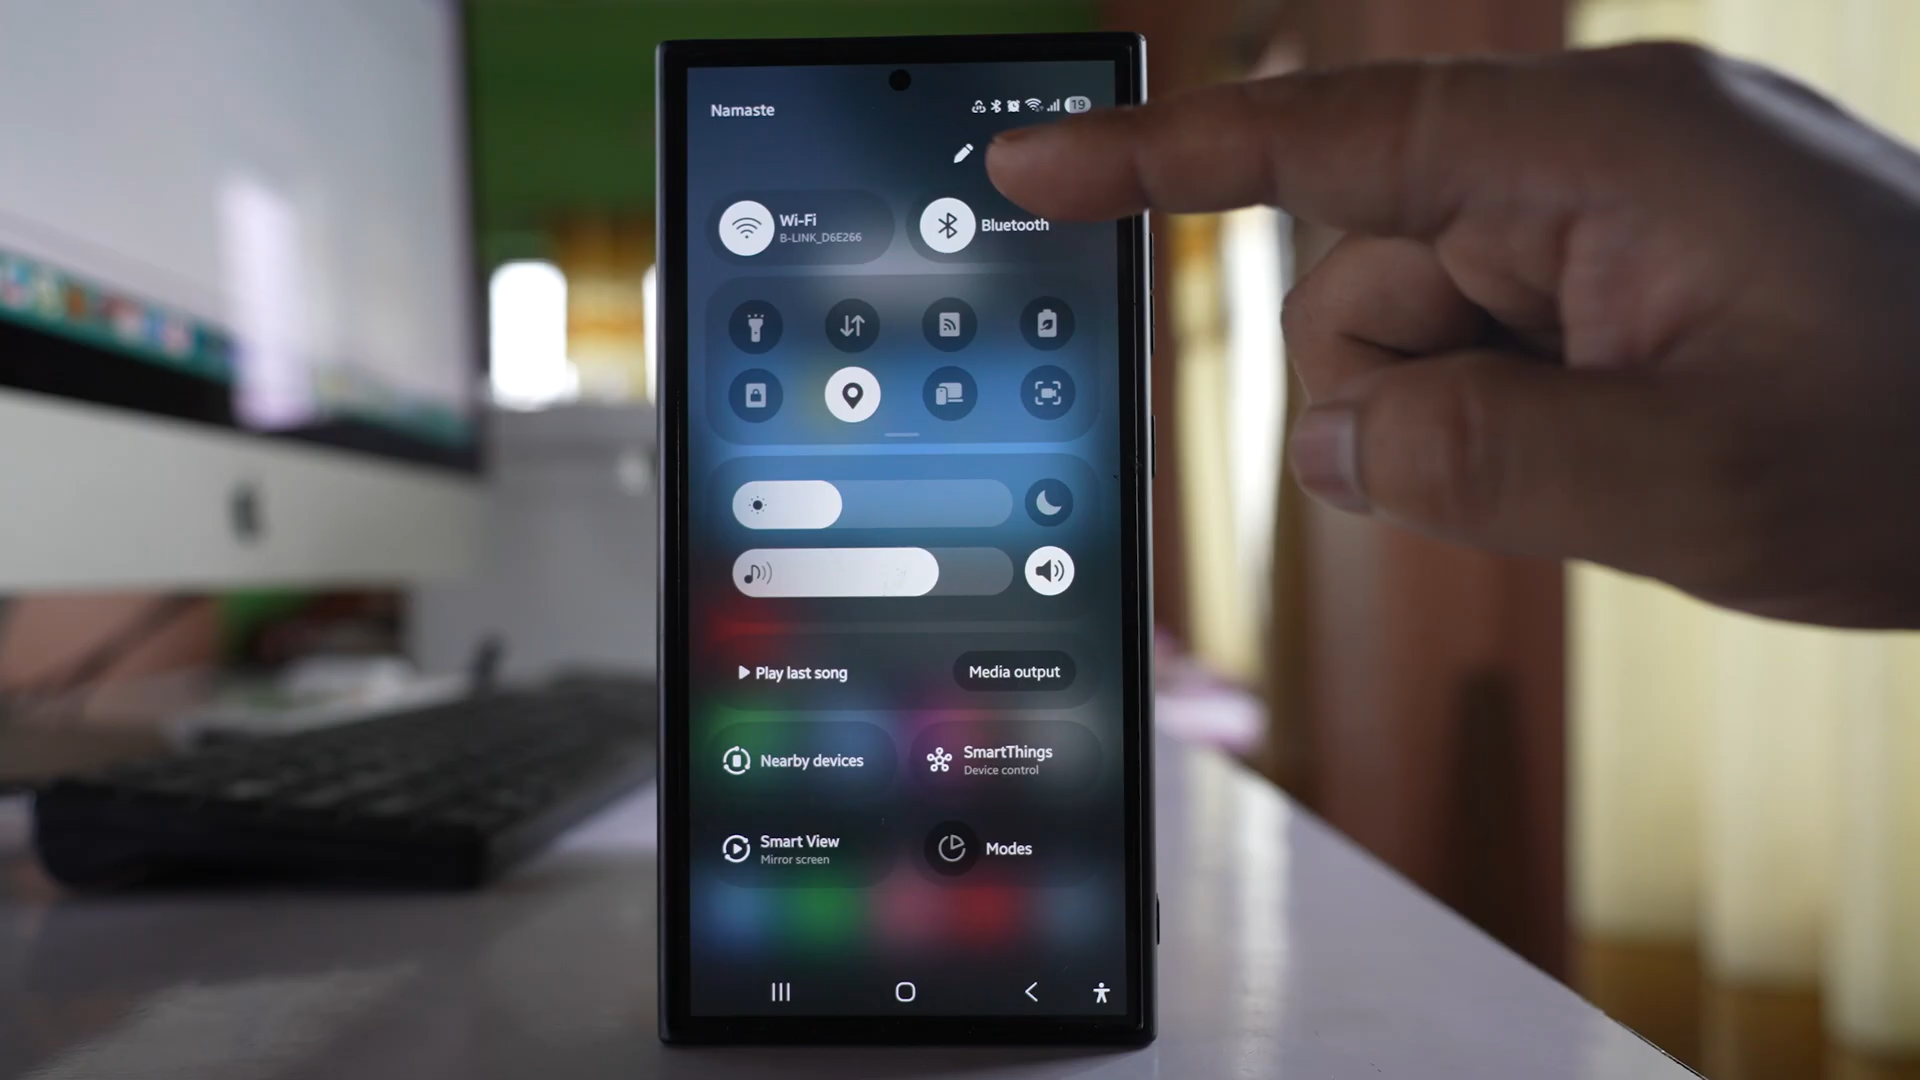 Namaste
19
Wi-Fi
B-LINK_D6E266
Bluetooth
Play last song
Media output
Nearby devices
SmartThings
Device control
Smart View
Mirror screen
Modes